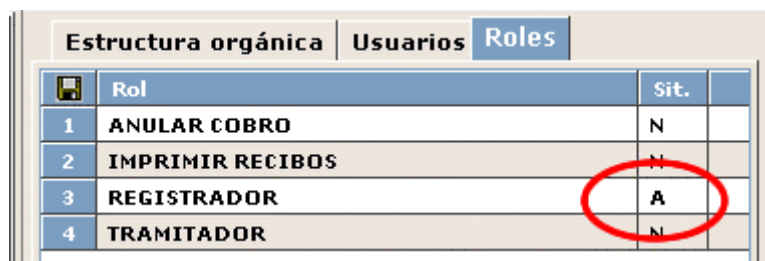 Estructura orgánica Usuarios Roles
Rol Sit.
1 ANULAR COBRO N
2 IMPRIMIR RECIBOS N
3 REGISTRADOR A
4 TRAMITADOR N